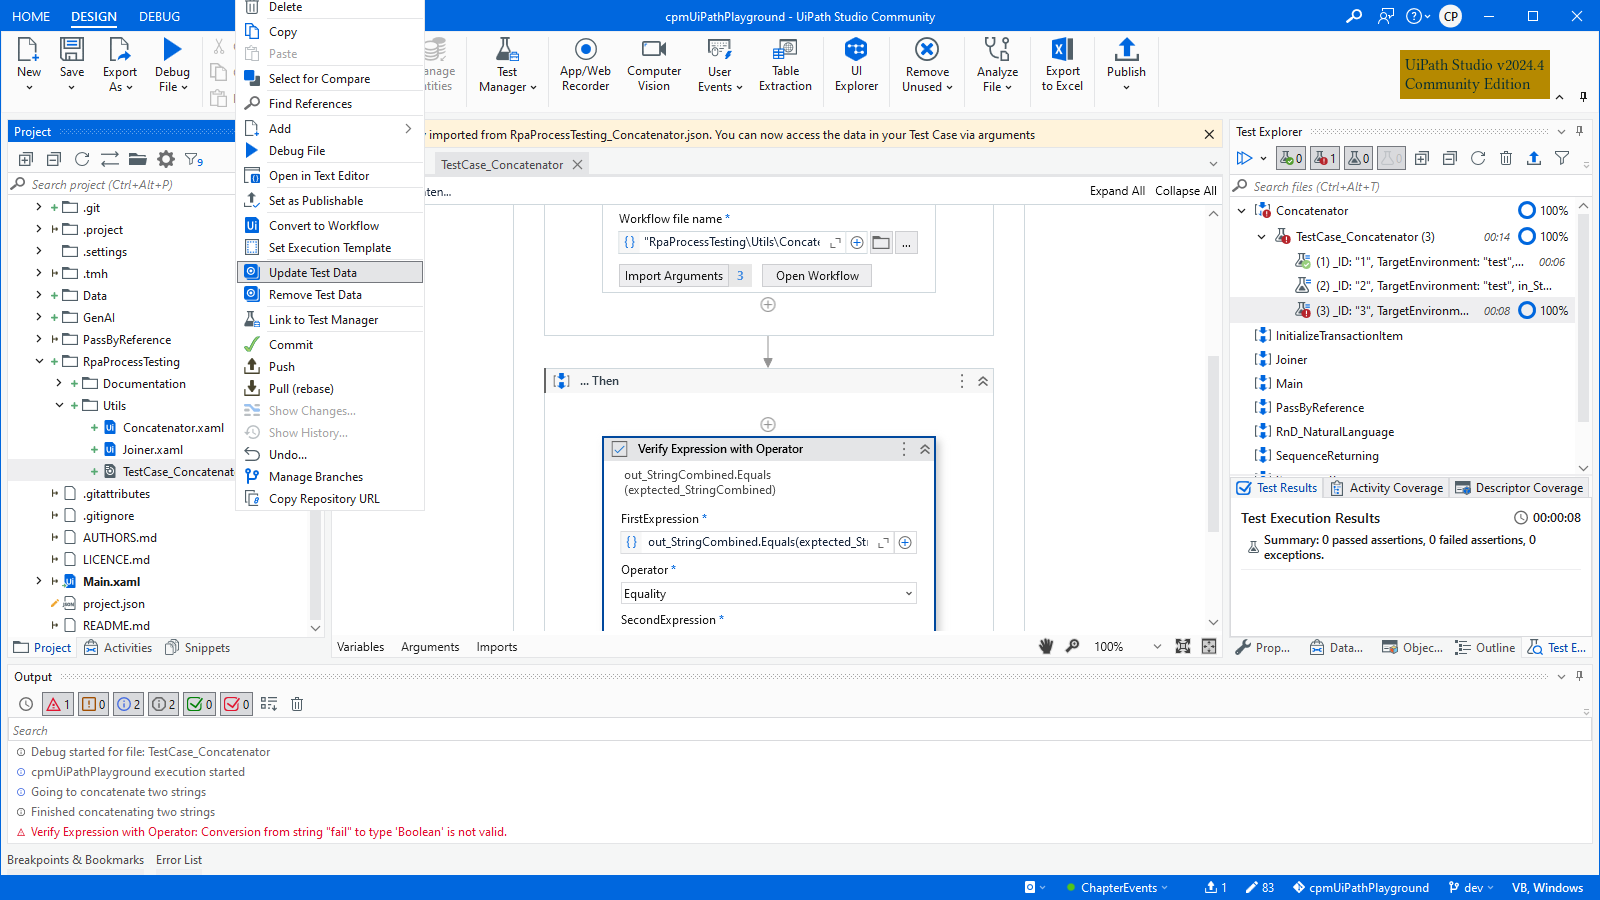 HOME DESIGN DEBUG
cpmUiPathPlayground - UiPath Studio Community
CP
New
Save
Export As
Debug File
Test Manager
App/Web Recorder
Computer Vision
User Events
Table Extraction
UI Explorer
Remove Unused
Analyze File
Export to Excel
Publish
UiPath Studio v2024.4
Community Edition
Delete
Copy
Paste
Select for Compare
Find References
Add
Debug File
Open in Text Editor
Set as Publishable
Convert to Workflow
Set Execution Template
Update Test Data
Remove Test Data
Link to Test Manager
Commit
Push
Pull (rebase)
Show Changes...
Show History...
Undo...
Manage Branches
Copy Repository URL
Project
9
Search project (Ctrl+Alt+P)
.git
.project
.settings
.tmh
Data
GenAI
PassByReference
RpaProcessTesting
Documentation
Utils
Concatenator.xaml
Joiner.xaml
TestCase_Concatenat
.gitattributes
.gitignore
AUTHORS.md
LICENCE.md
Main.xaml
project.json
README.md
Project Activities Snippets
imported from RpaProcessTesting_Concatenator.json. You can now access the data in your Test Case via arguments
TestCase_Concatenator
aten...
Expand All Collapse All
Workflow file name *
"RpaProcessTesting\Utils\Concate
...
Import Arguments 3 Open Workflow
... Then
Verify Expression with Operator
out_StringCombined.Equals
(exptected_StringCombined)
FirstExpression *
out_StringCombined.Equals(exptected_St
Operator *
Equality
SecondExpression *
Variables Arguments Imports
100%
Test Explorer
0 1 0 0
Search files (Ctrl+Alt+T)
Concatenator 100%
TestCase_Concatenator (3) 00:14 100%
(1) _ID: "1", TargetEnvironment: "test",... 00:06
(2) _ID: "2", TargetEnvironment: "test", in_St...
(3) _ID: "3", TargetEnvironm... 00:08 100%
InitializeTransactionItem
Joiner
Main
PassByReference
RnD_NaturalLanguage
SequenceReturning
Test Results Activity Coverage Descriptor Coverage
Test Execution Results 00:00:08
Summary: 0 passed assertions, 0 failed assertions, 0
exceptions.
Prop... Data... Objec... Outline Test E...
Output
1 0 2 2 0 0
Search
Debug started for file: TestCase_Concatenator
cpmUiPathPlayground execution started
Going to concatenate two strings
Finished concatenating two strings
Verify Expression with Operator: Conversion from string "fail" to type 'Boolean' is not valid.
Breakpoints & Bookmarks Error List
ChapterEvents 1 83 cpmUiPathPlayground dev VB, Windows